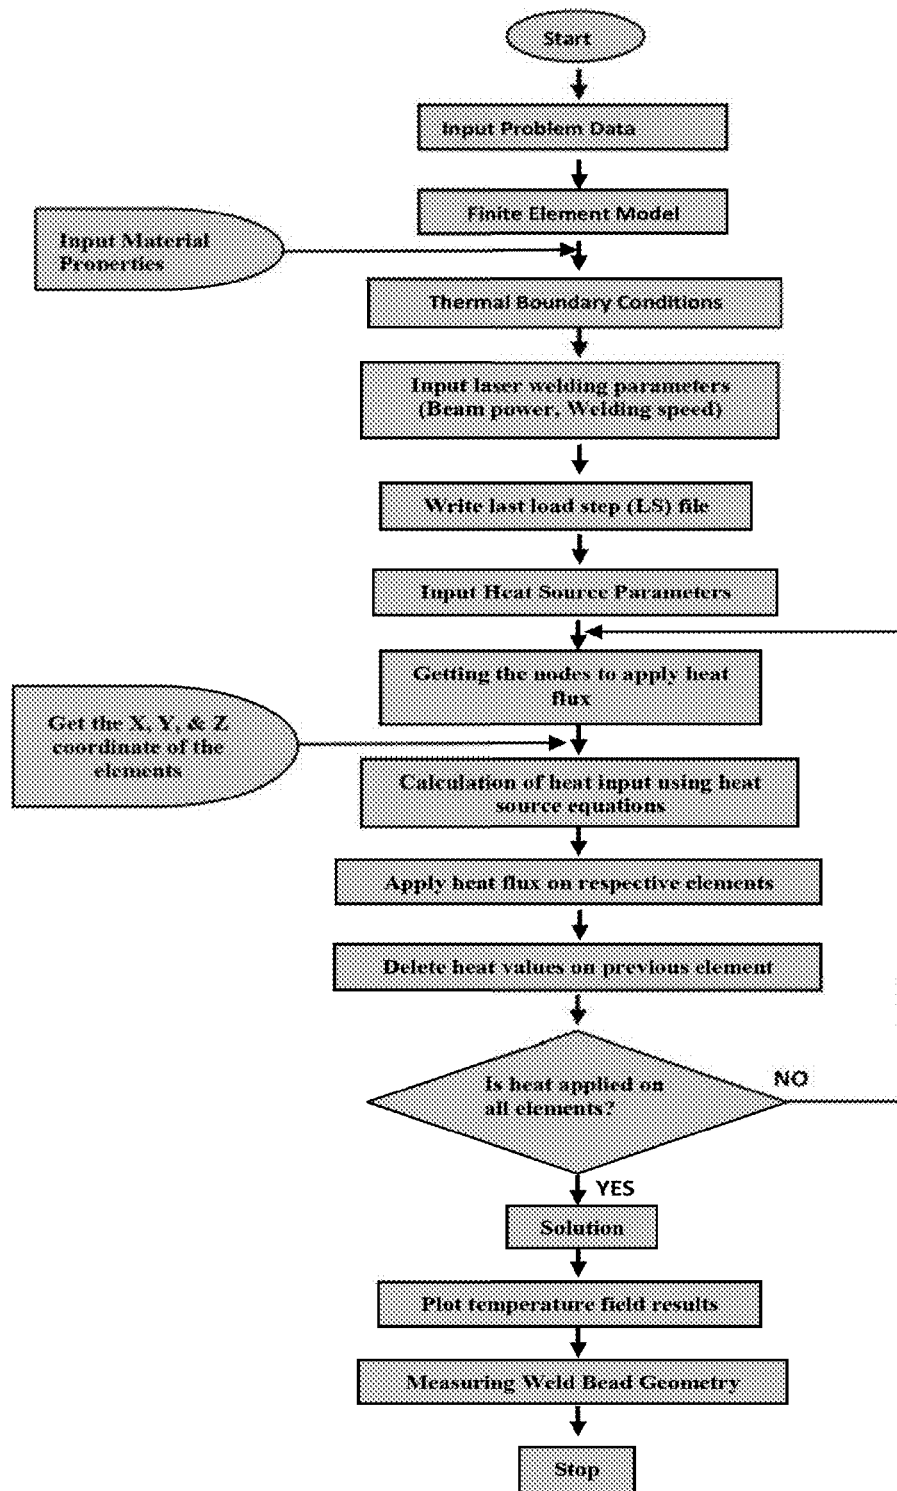 Start
Input Problem Data
Finite Element Model
Input Material
Properties
Thermal Boundary Conditions
Input laser welding parameters
(Beam power, Welding speed)
Write last load step (LS) file
Input Heat Source Parameters
Getting the nodes to apply heat
flux
Get the X, Y, & Z
coordinate of the
elements
Calculation of heat input using heat
source equations
Apply heat flux on respective elements
Delete heat values on previous element
Is heat applied on
all elements?
NO
YES
Solution
Plot temperature field results
Measuring Weld Bead Geometry
Stop